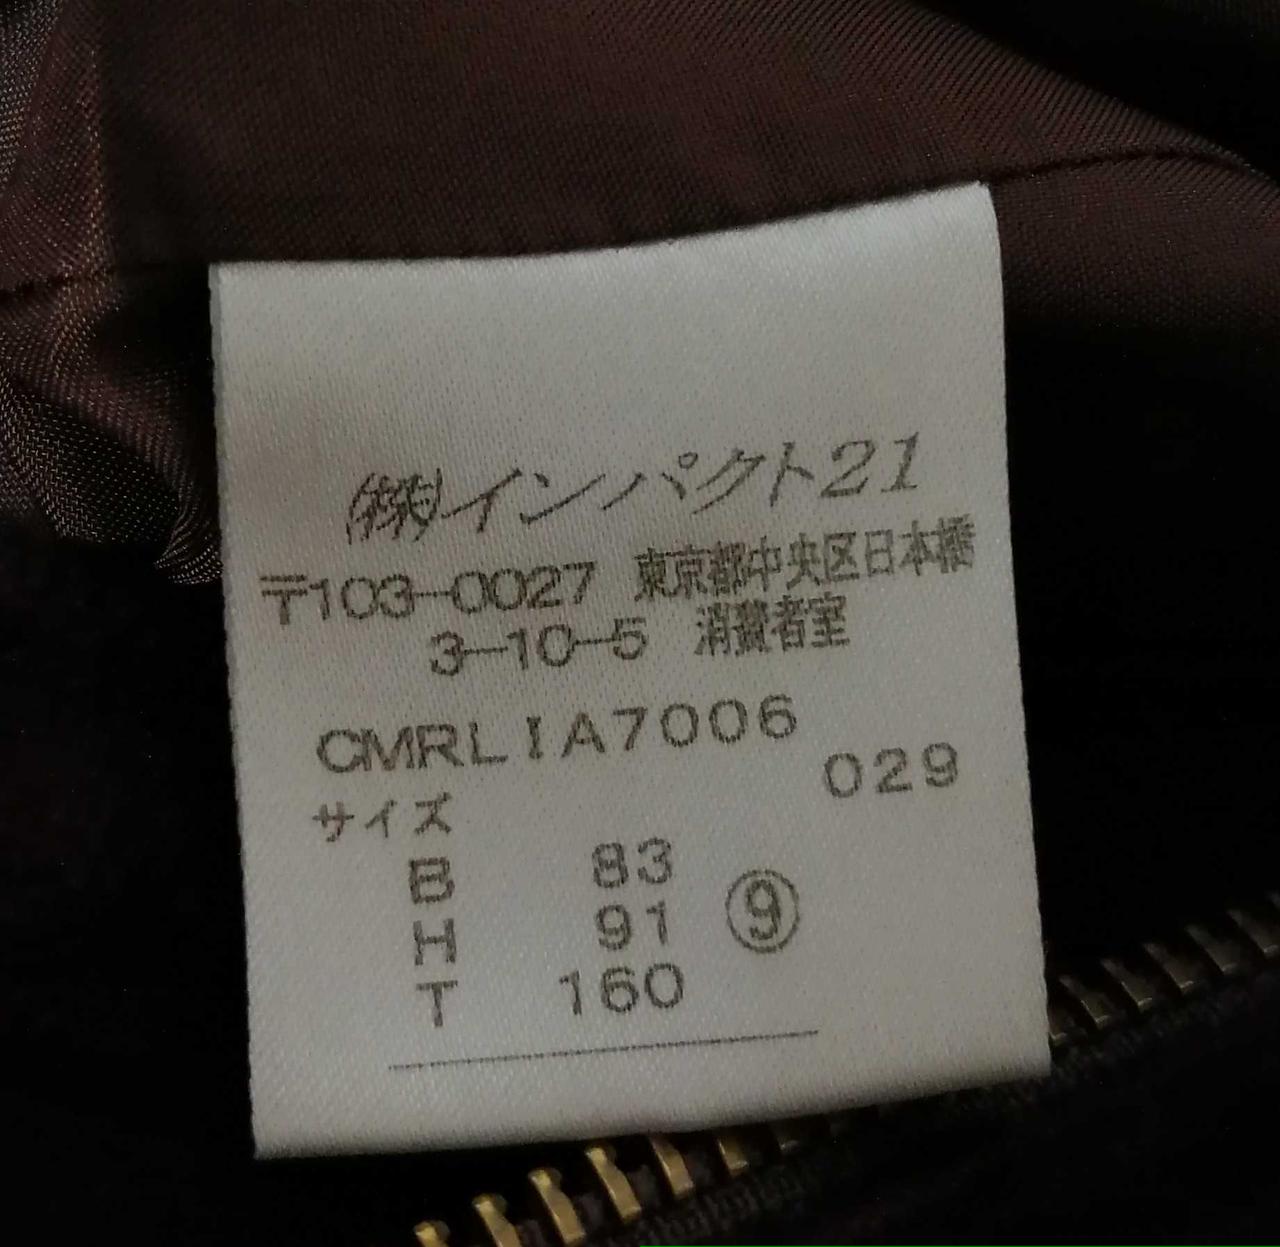 ㈱インパクト21
〒103-0027 東京都中央区日本橋
3-10-5 消費者室
CMRLIA7006
029
サイズ
B 83
H 91 ⑨
T 160